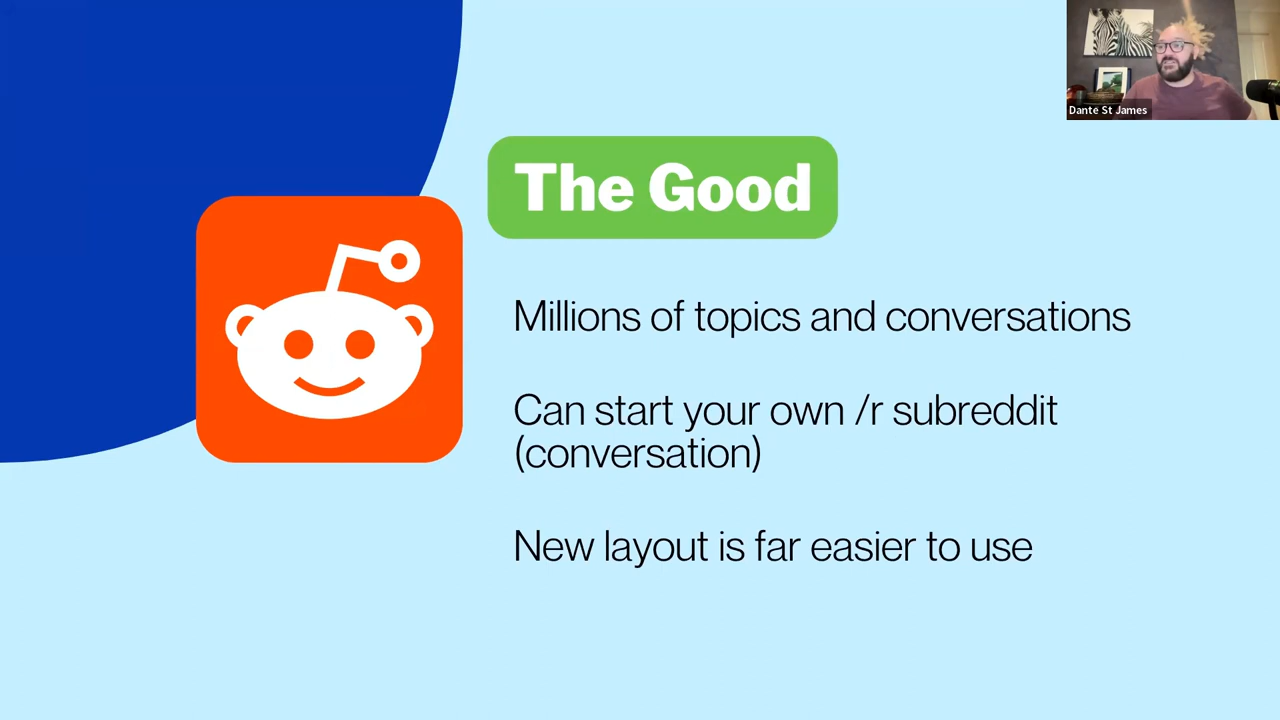 Dante St James
The Good
Millions of topics and conversations
Can start your own /r subreddit
(conversation)
New layout is far easier to use